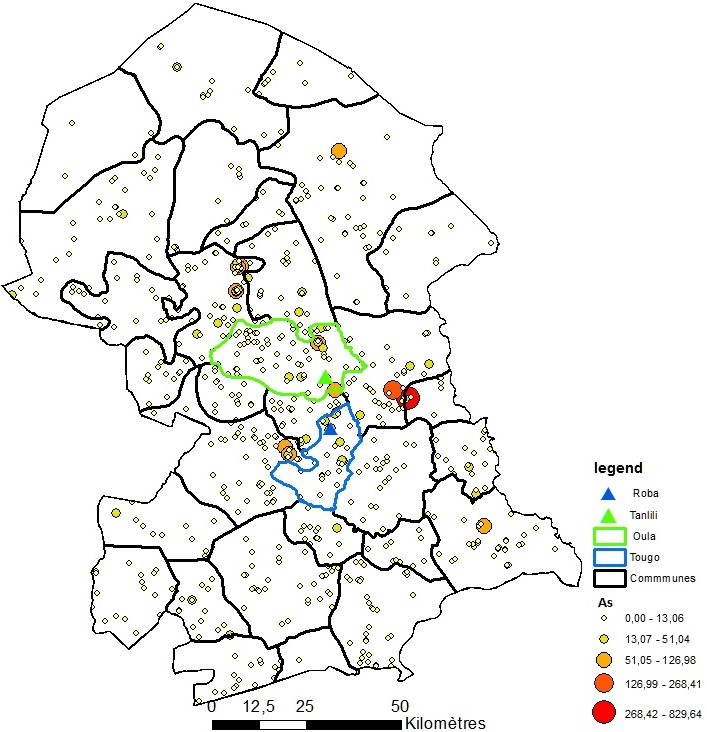 legend
Roba
Tanlili
Oula
Tougo
Commmunes
As
0,00 - 13,06
13,07 - 51,04
51,05 - 126,98
126,99 - 268,41
268,42 - 829,64
0 12,5 25 50
Kilomètres